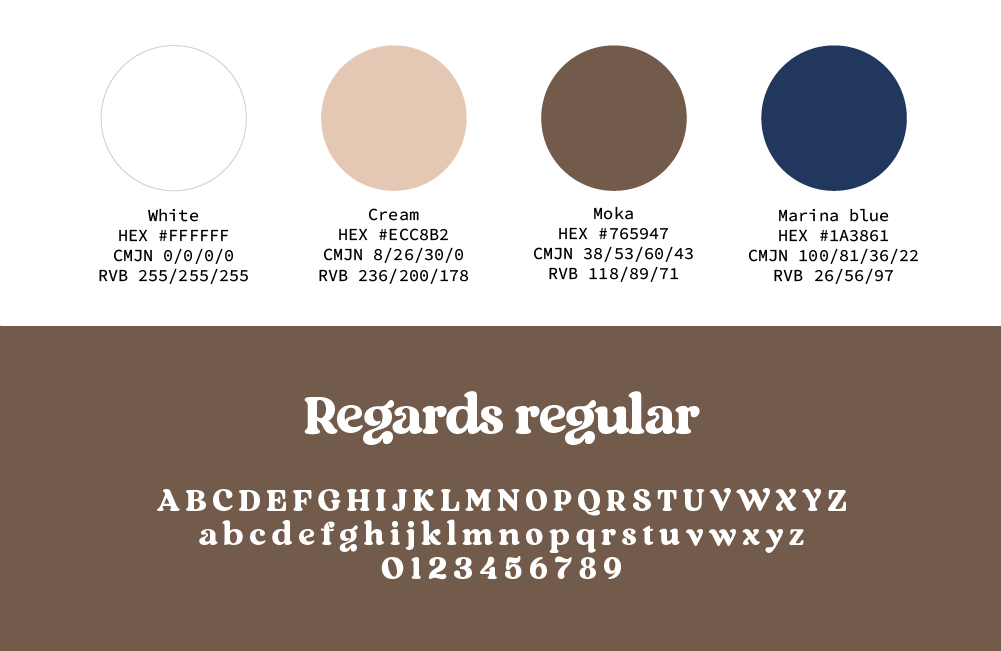 White
HEX #FFFFFF
CMJN 0/0/0/0
RVB 255/255/255
Cream
HEX #ECC8B2
CMJN 8/26/30/0
RVB 236/200/178
Moka
HEX #765947
CMJN 38/53/60/43
RVB 118/89/71
Marina blue
HEX #1A3861
CMJN 100/81/36/22
RVB 26/56/97
Regards regular
ABCDEFGHIJKLMNOPQRSTUVWXYZ
abcdefghijklmnopqrstuvwxyz
0123456789